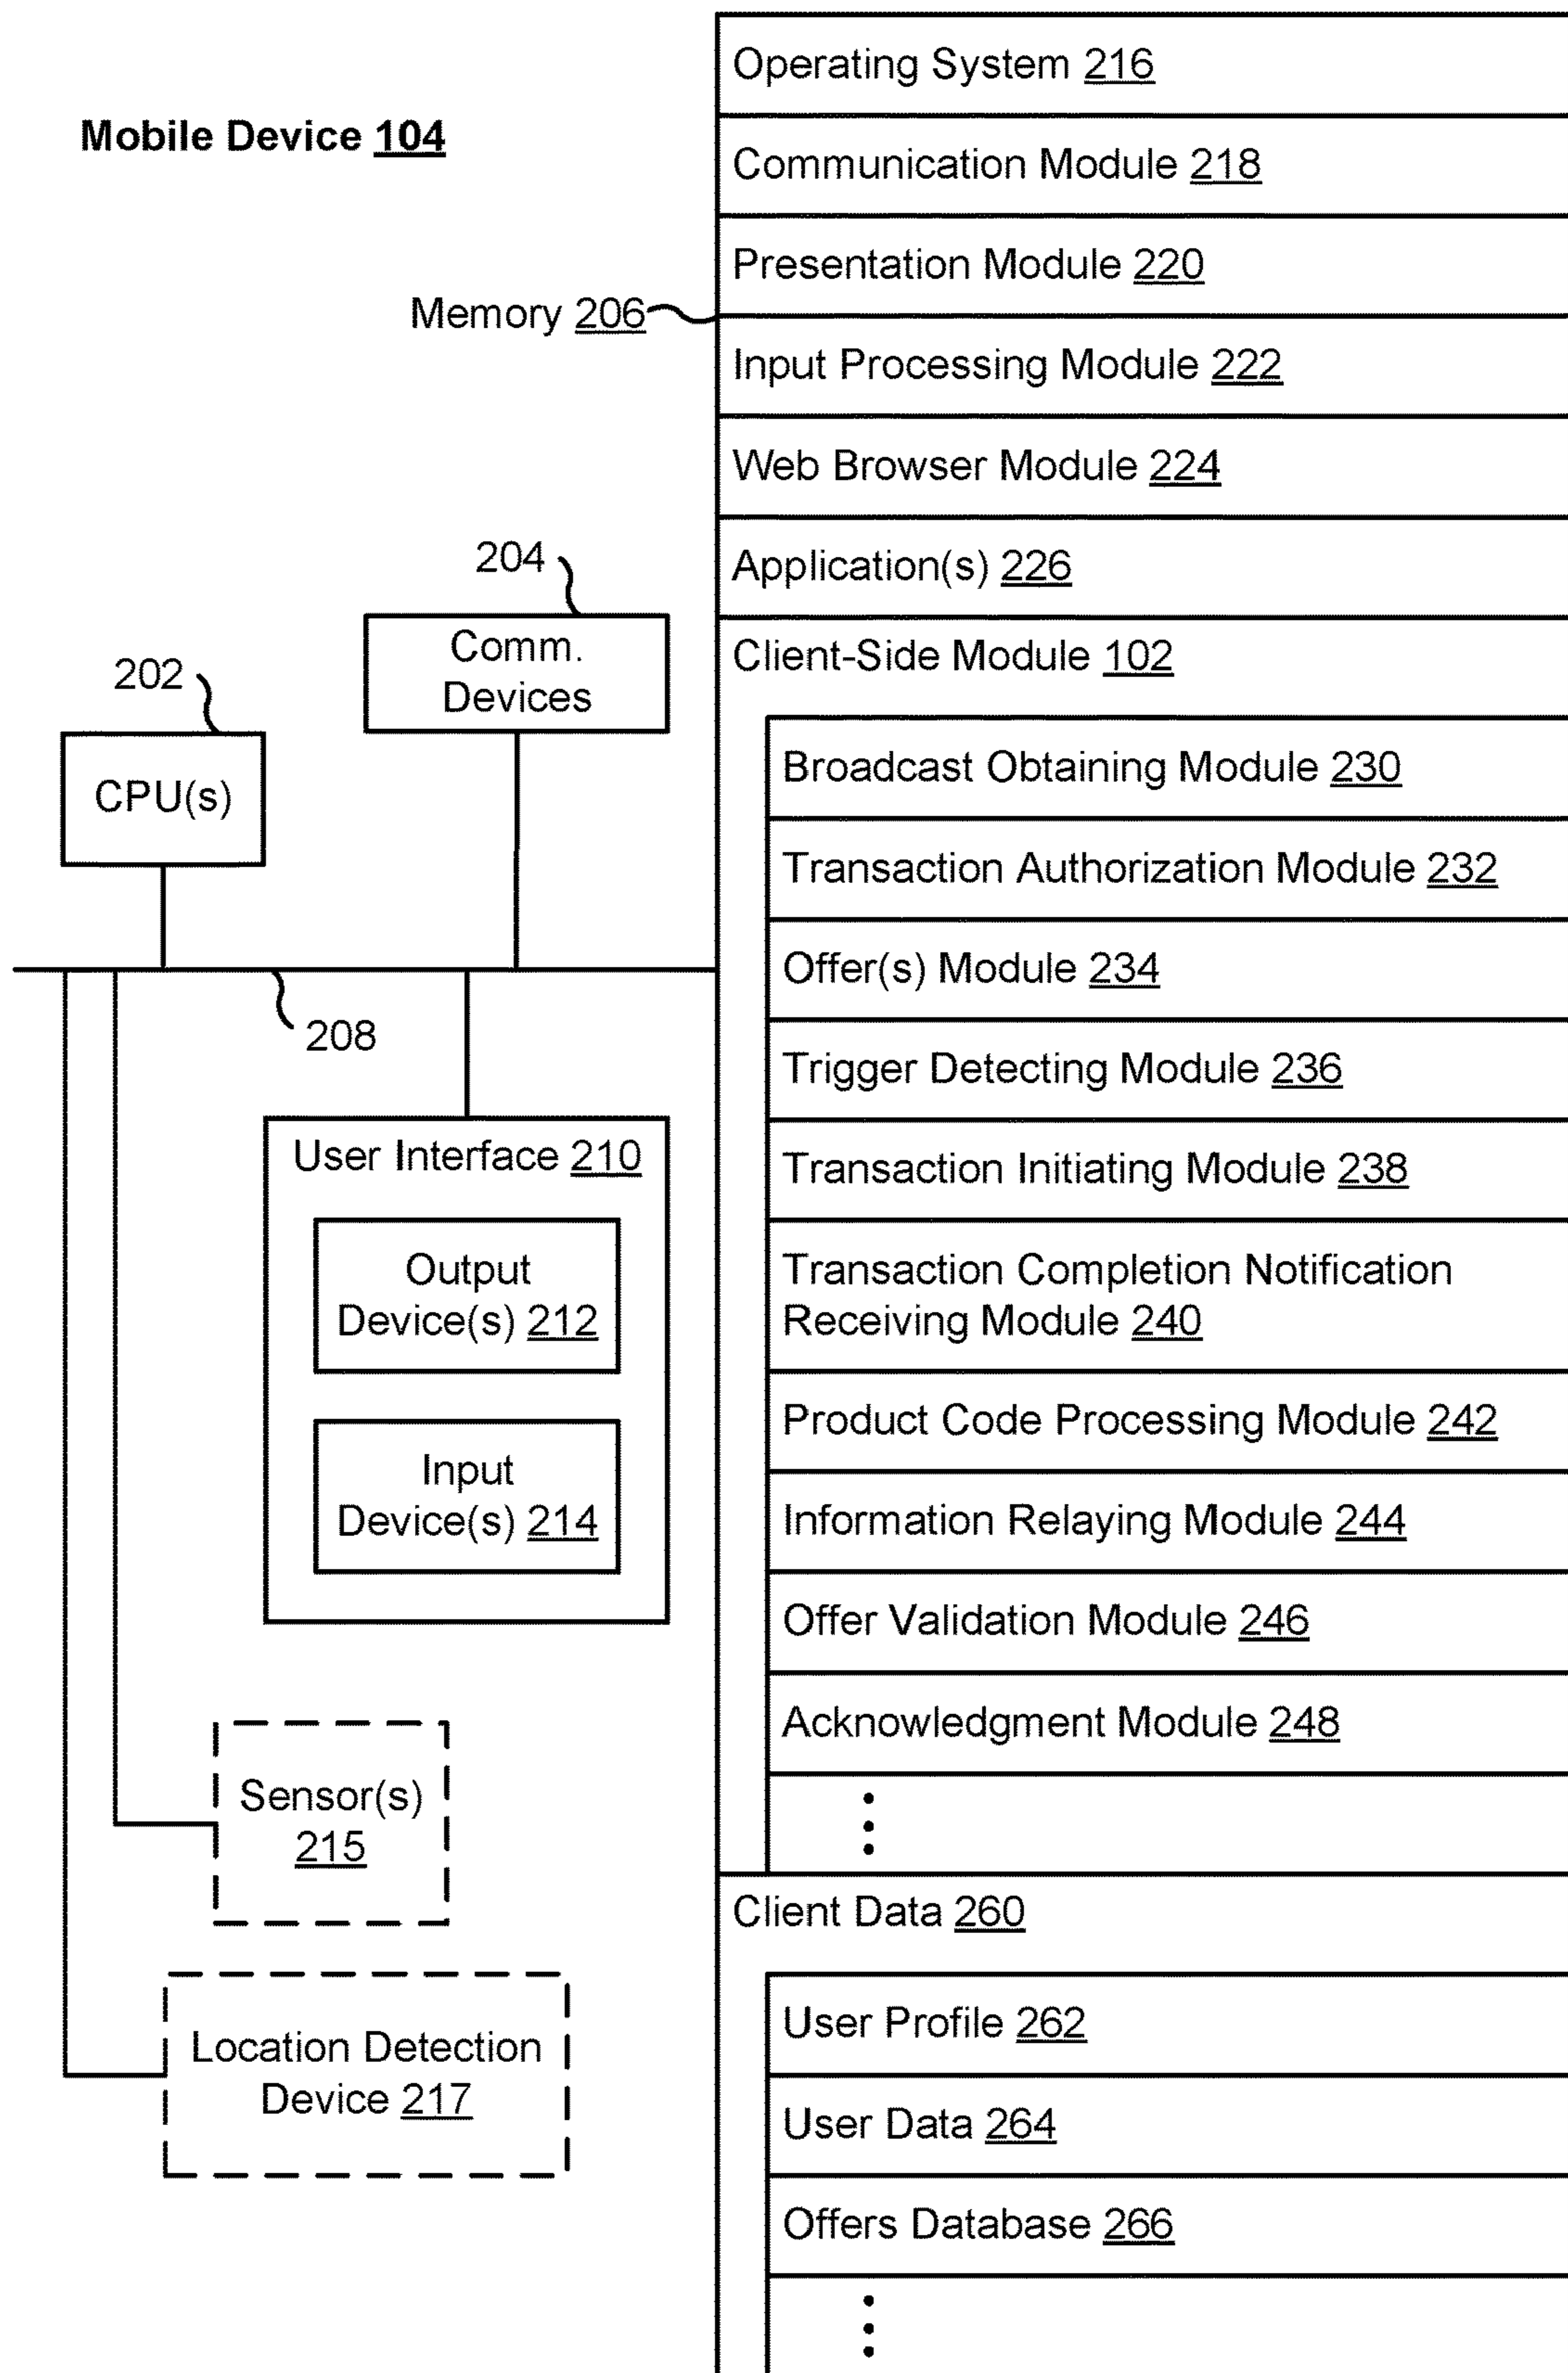 Mobile Device 104
Memory 206
204
Comm.
Devices
202
CPU(s)
208
User Interface 210
Output
Device(s) 212
Input
Device(s) 214
Sensor(s)
215
Location Detection
Device 217
Operating System 216
Communication Module 218
Presentation Module 220
Input Processing Module 222
Web Browser Module 224
Application(s) 226
Client-Side Module 102
Broadcast Obtaining Module 230
Transaction Authorization Module 232
Offer(s) Module 234
Trigger Detecting Module 236
Transaction Initiating Module 238
Transaction Completion Notification
Receiving Module 240
Product Code Processing Module 242
Information Relaying Module 244
Offer Validation Module 246
Acknowledgment Module 248
Client Data 260
User Profile 262
User Data 264
Offers Database 266